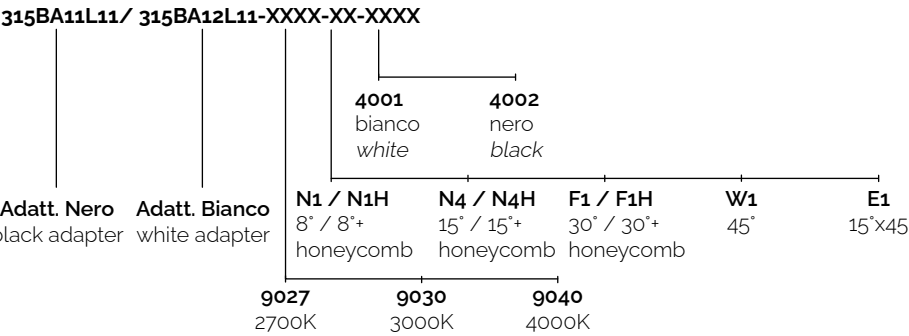 315BA11L11/ 315BA12L11-XXXX-XX-XXXX
4001 4002
bianco nero
white black
Adatt. Nero Adatt. Bianco
black adapter white adapter
N1 / N1H N4 / N4H F1 / F1H W1 E1
8° / 8°+ 15° / 15°+ 30° / 30°+ 45° 15°x45
honeycomb honeycomb honeycomb
9027 9030 9040
2700K 3000K 4000K